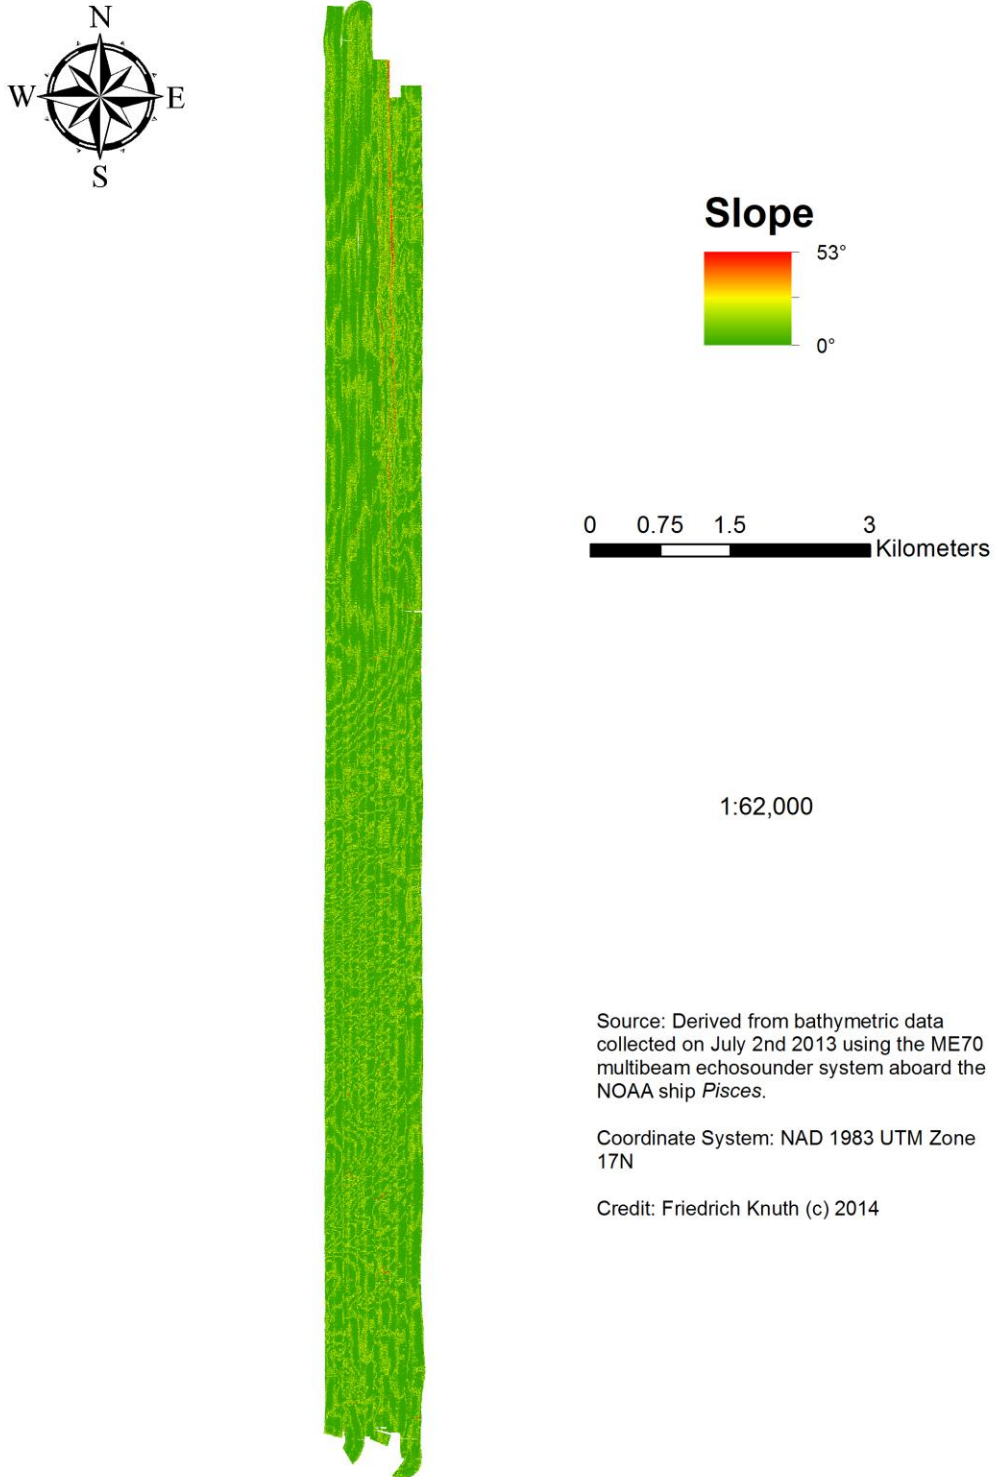 N
W E
S
Slope
53°
0°
0 0.75 1.5 3
Kilometers
1:62,000
Source: Derived from bathymetric data
collected on July 2nd 2013 using the ME70
multibeam echosounder system aboard the
NOAA ship Pisces.
Coordinate System: NAD 1983 UTM Zone
17N
Credit: Friedrich Knuth (c) 2014